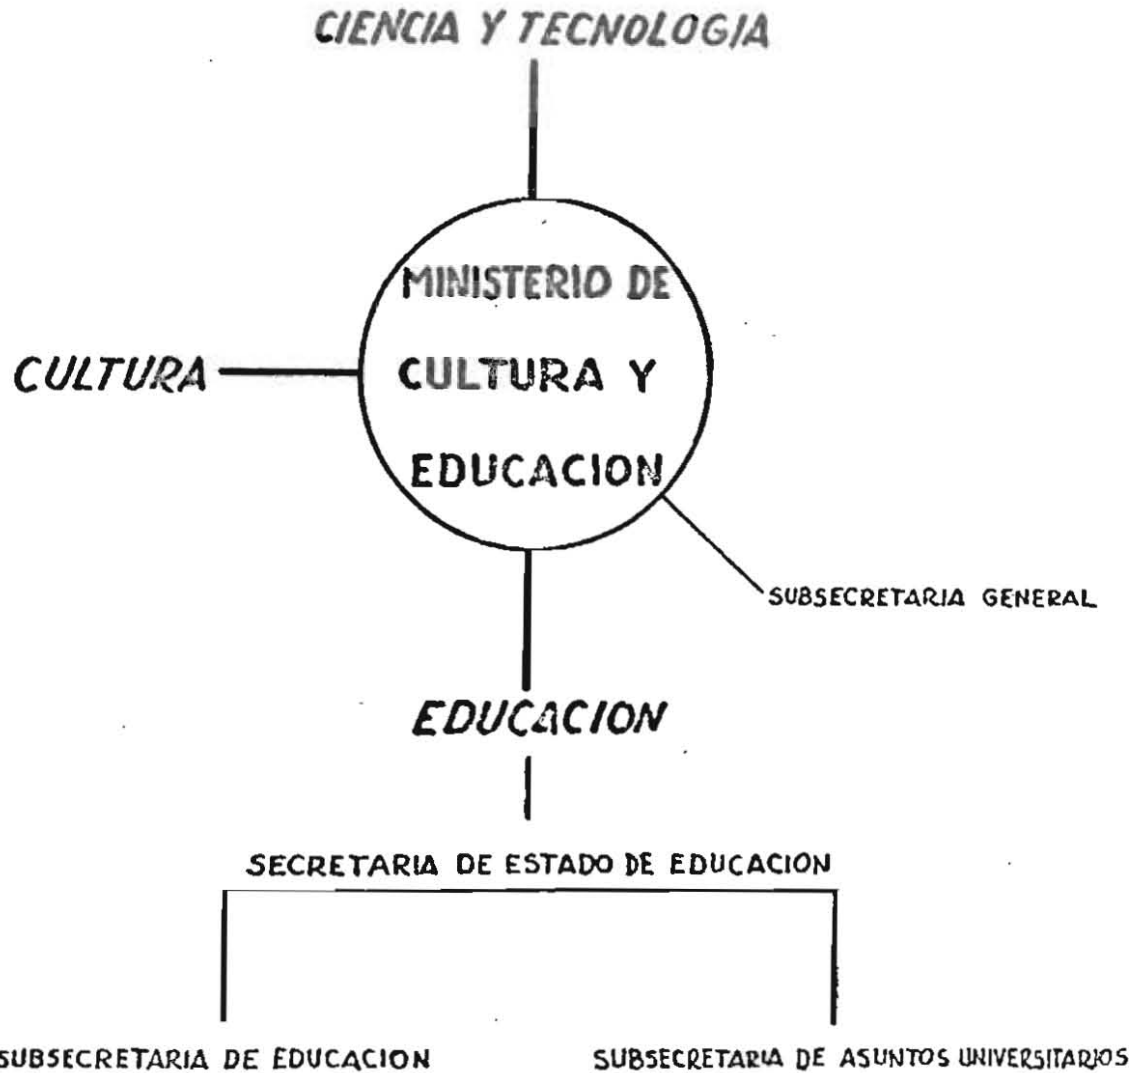 CIENCIA Y TECNOLOGIA
MINISTERIO DE
CULTURA Y
EDUCACION
CULTURA
SUBSECRETARIA GENERAL
EDUCACION
SECRETARIA DE ESTADO DE EDUCACION
SUBSECRETARIA DE EDUCACION
SUBSECRETARIA DE ASUNTOS UNIVERSITARIOS